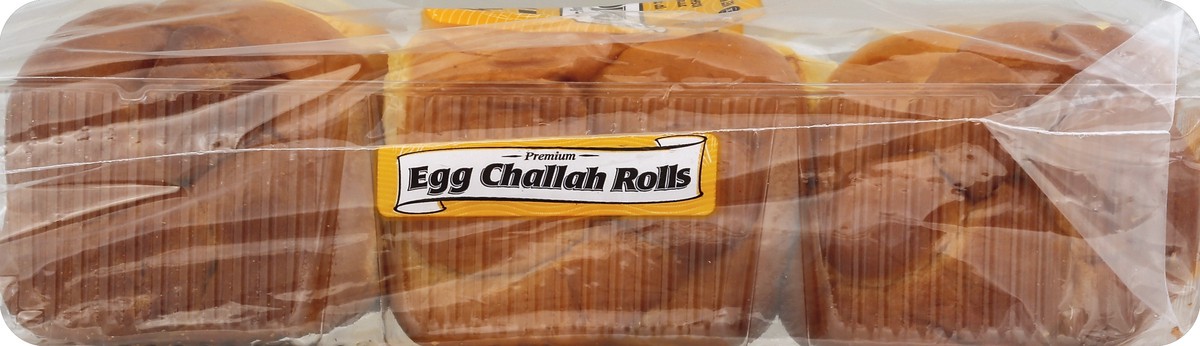 Premium
Egg Challah Rolls